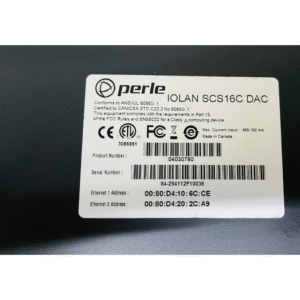 perle IOLAN SCS16C DAC
Conforms to ANSI/UL 60950-1
Certified to CAN/CSA STD C22.2 No 60950-1
This equipment complies with the requirements in Part 15
of the FCC Rules and EN55022 for a Class A computing device
3086891
Max. Current Input:
Made in Canada
Product Number :
04030790
Serial Number :
84-294112F10036
Ethernet 1 Address :
00:80:D4:10:6C:CE
Ethernet 2 Address :
00:80:D4:20:2C:A9